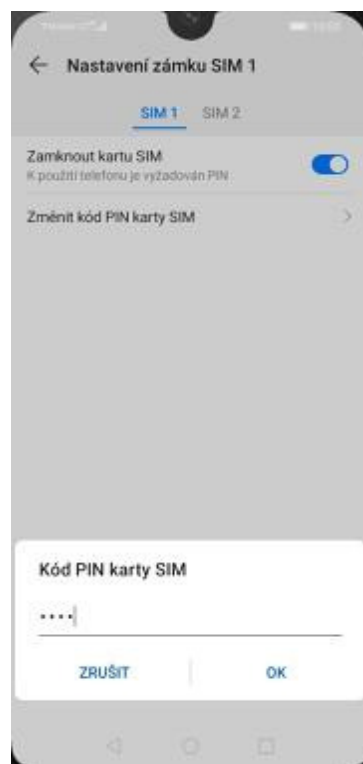 Nastavení zámku SIM 1
SIM 1 SIM 2
Zamknout kartu SIM
K použití telefonu je vyžadován PIN
Změnit kód PIN karty SIM
Kód PIN karty SIM
••••
ZRUŠIT OK